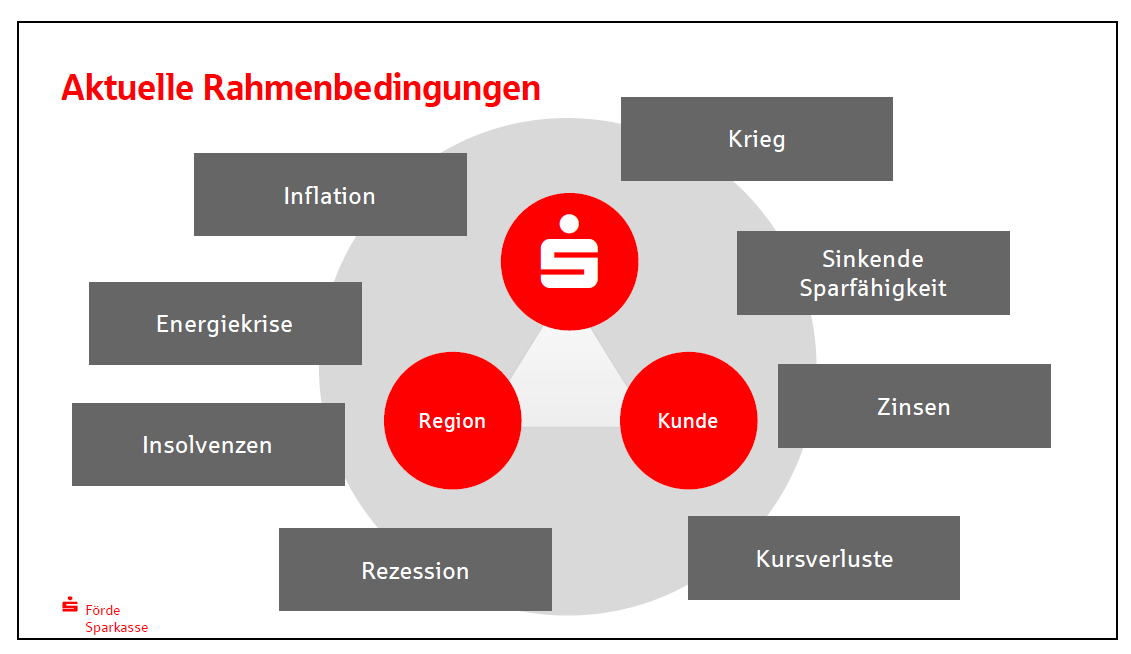 Aktuelle Rahmenbedingungen
Krieg
Inflation
Sinkende
Sparfähigkeit
Energiekrise
Zinsen
Region
Kunde
Insolvenzen
Kursverluste
Rezession
Förde
Sparkasse